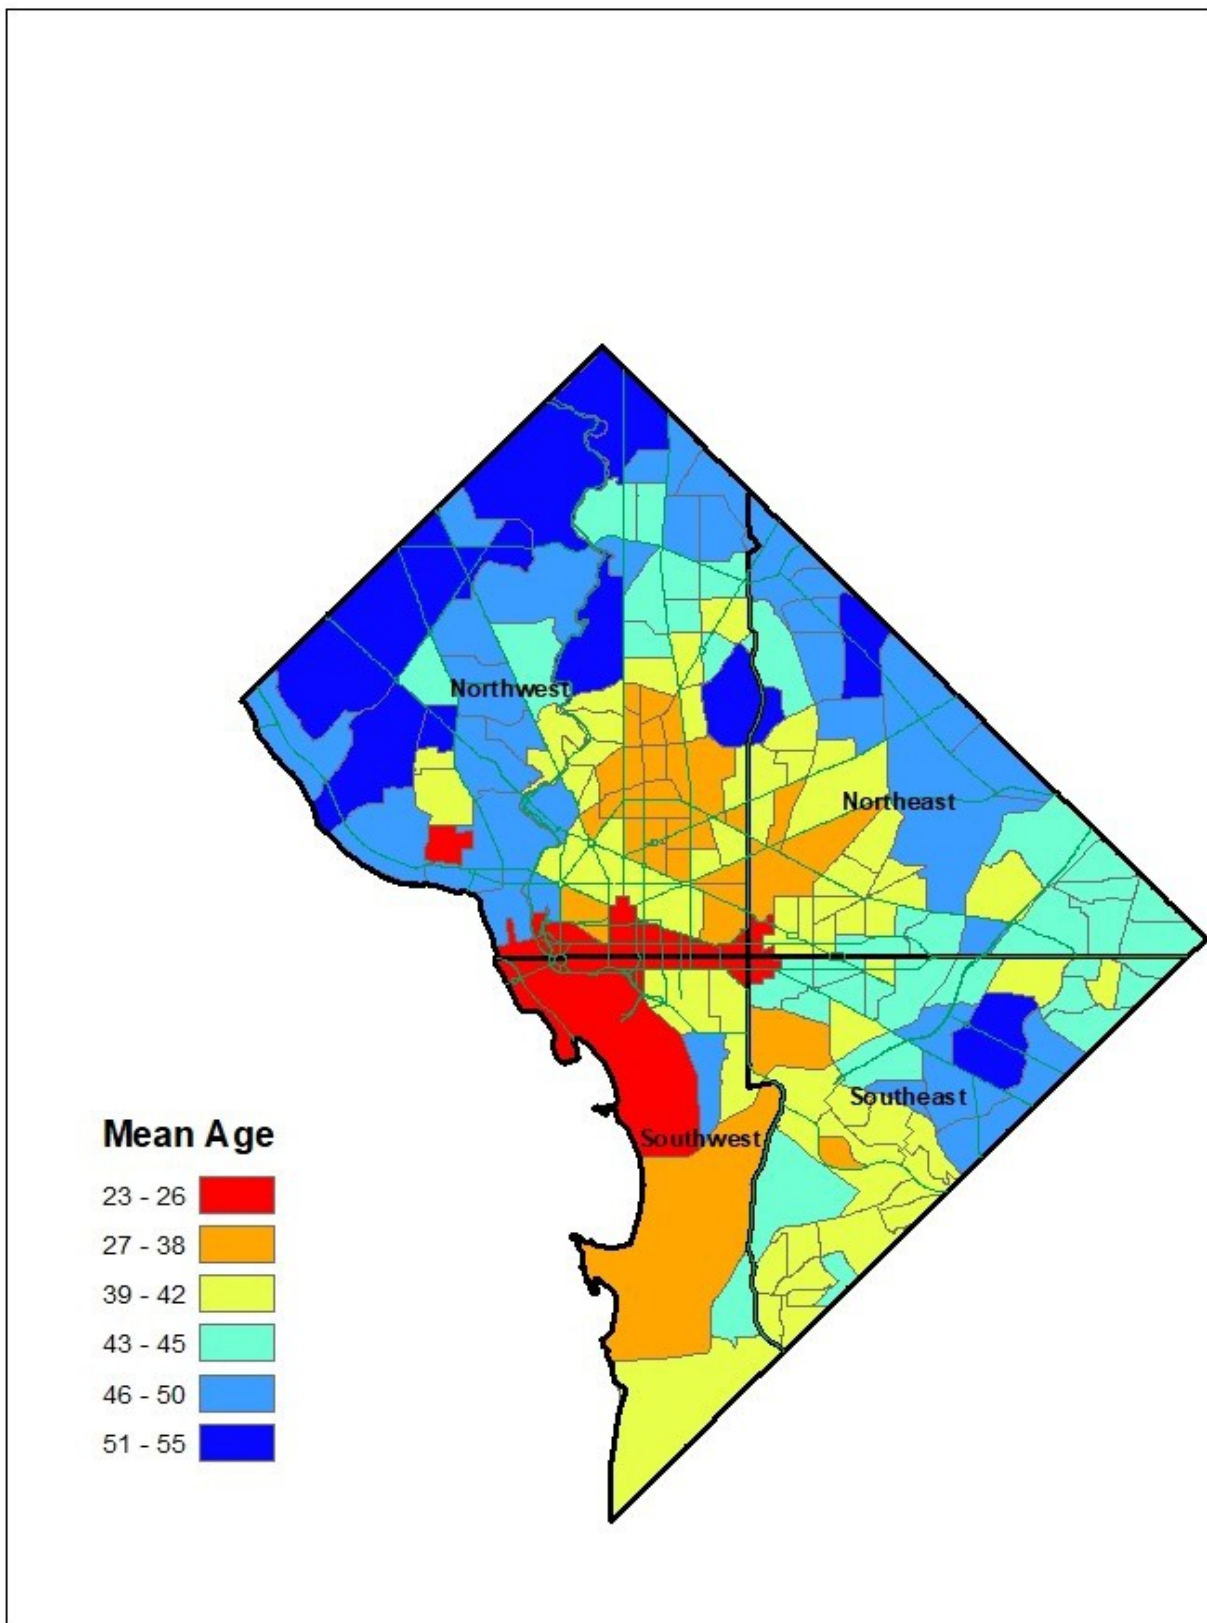 Northwest
Northeast
Southeast
Southwest
Mean Age
23 - 26
27 - 38
39 - 42
43 - 45
46 - 50
51 - 55